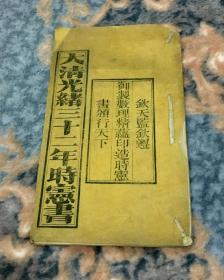 欽天監欽遵
御製數理精蘊印造時憲
書頒行天下
大清光緒三十一年時憲書